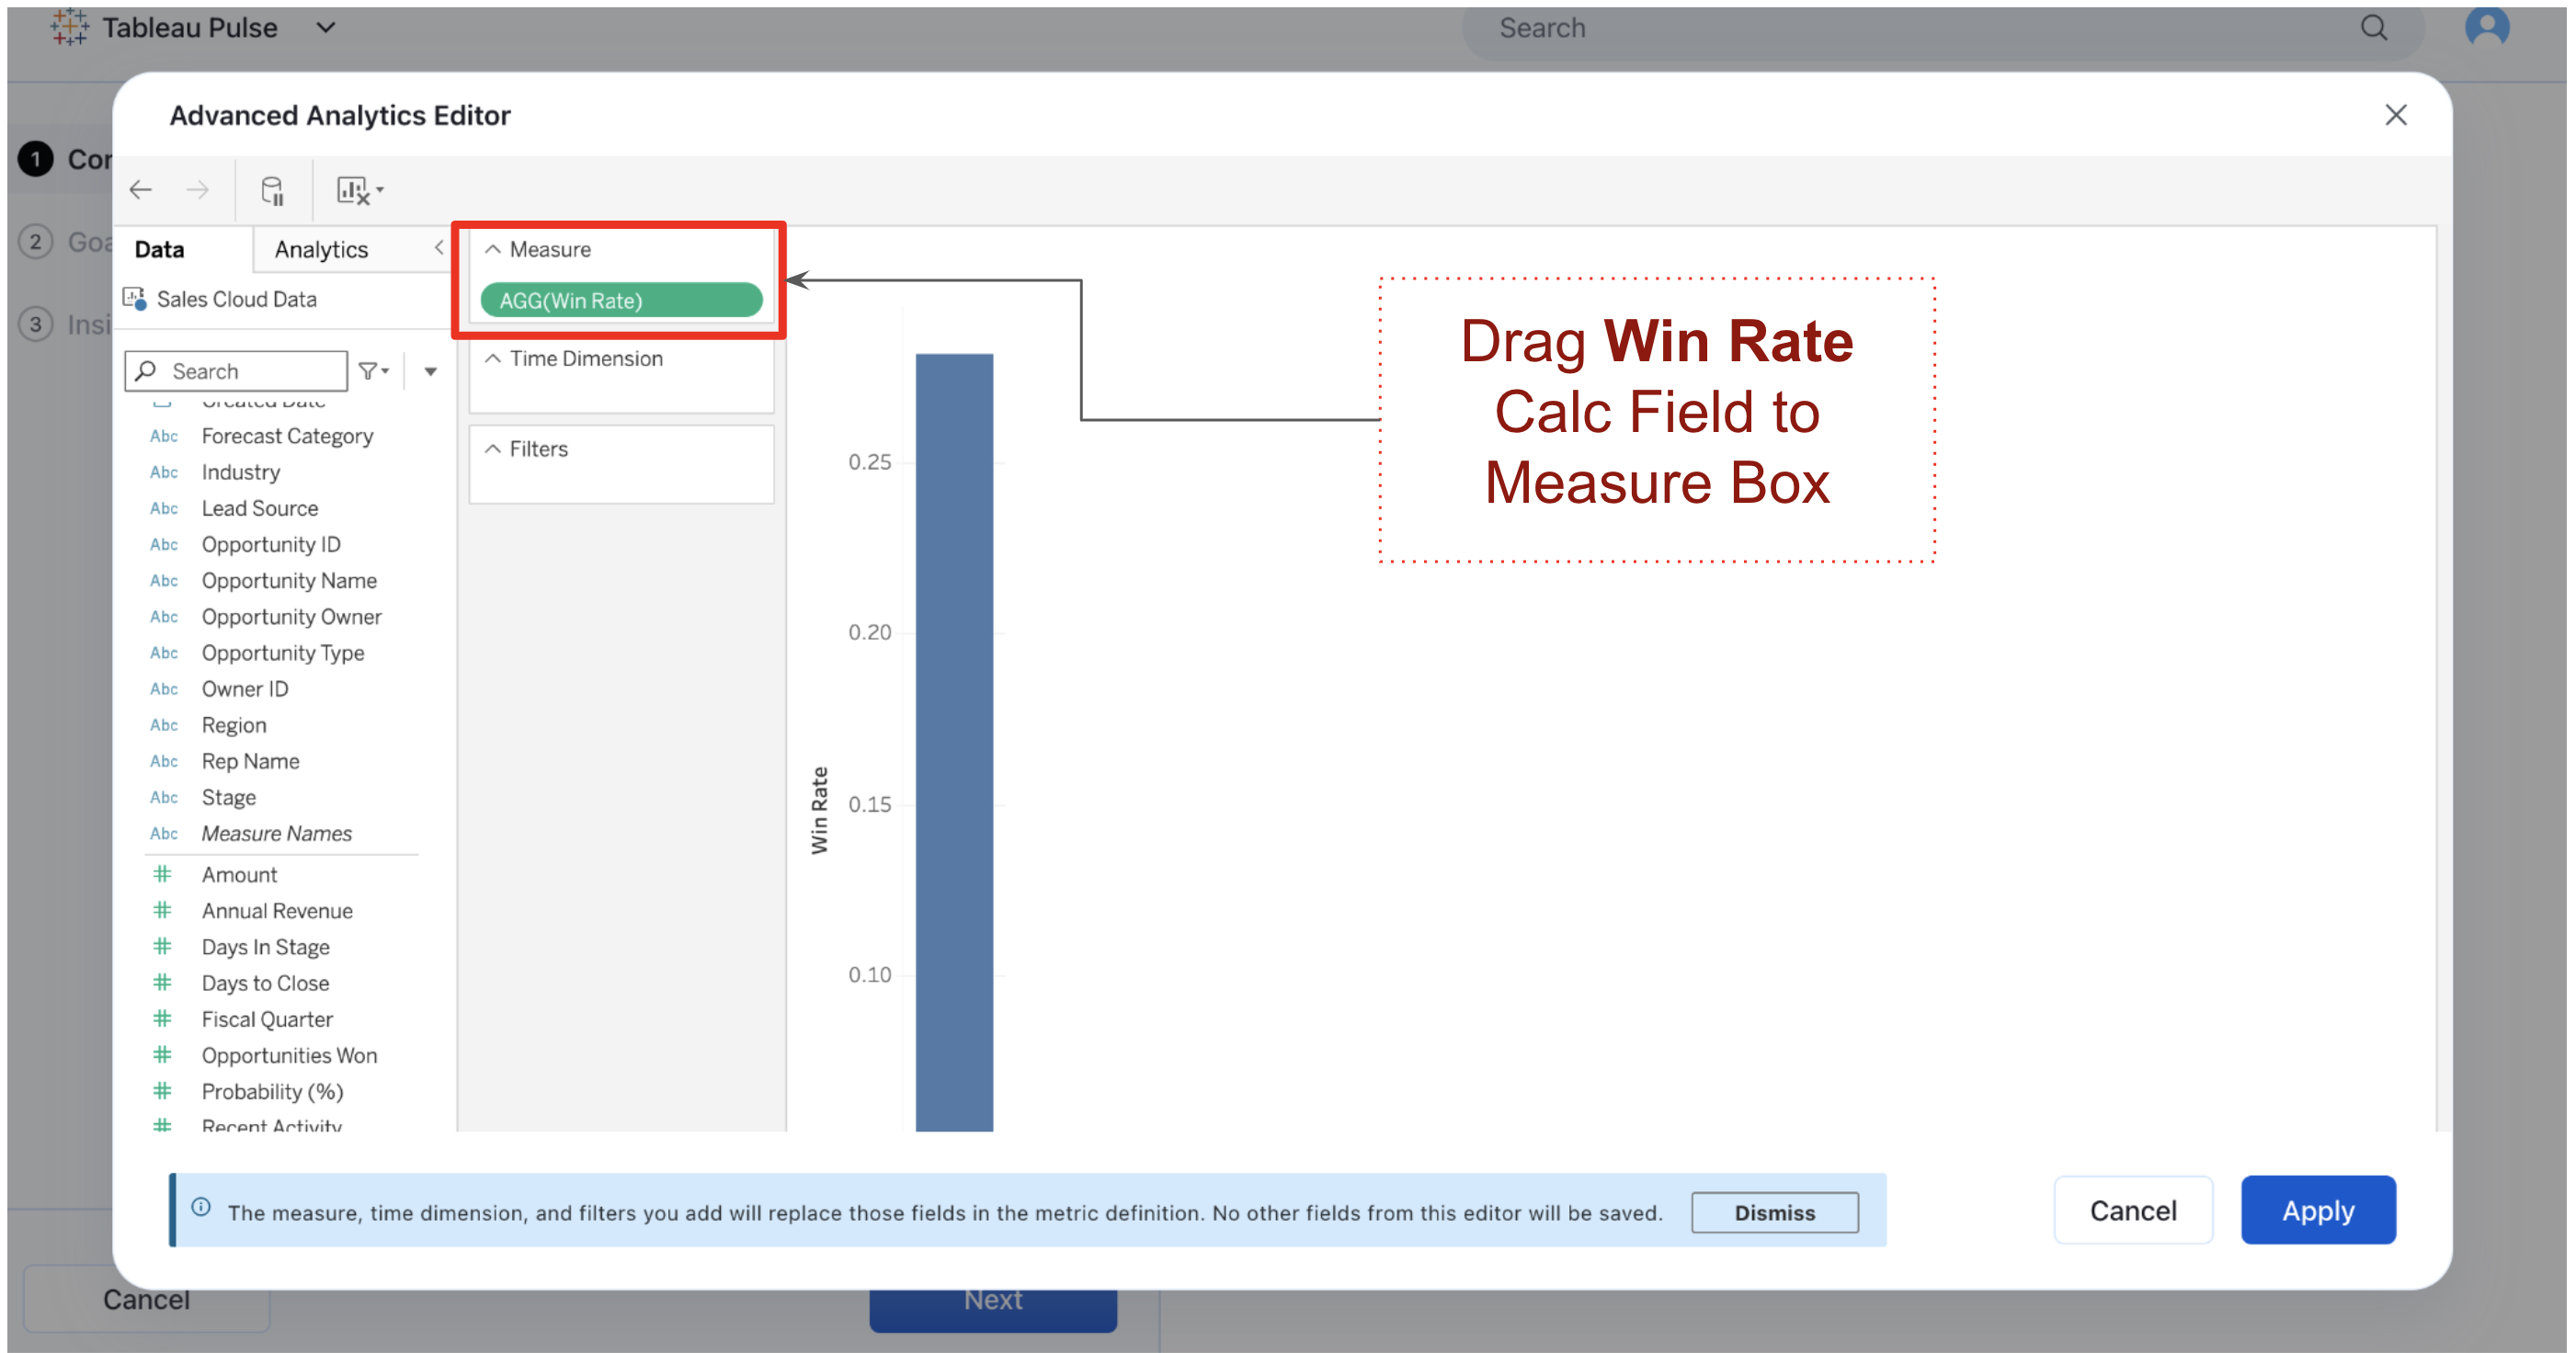 Tableau Pulse
Search
Advanced Analytics Editor
1 Cor
2 Goa
3 Insi
Data
Analytics
Sales Cloud Data
Search
Created Date
Abc Forecast Category
Abc Industry
Abc Lead Source
Abc Opportunity ID
Abc Opportunity Name
Abc Opportunity Owner
Abc Opportunity Type
Abc Owner ID
Abc Region
Abc Rep Name
Abc Stage
Abc Measure Names
# Amount
# Annual Revenue
# Days In Stage
# Days to Close
# Fiscal Quarter
# Opportunities Won
# Probability (%)
# Recent Activity
Measure
AGG(Win Rate)
Time Dimension
Filters
Win Rate
0.25
0.20
0.15
0.10
Drag Win Rate
Calc Field to
Measure Box
The measure, time dimension, and filters you add will replace those fields in the metric definition. No other fields from this editor will be saved.
Dismiss
Cancel
Apply
Cancel
Next